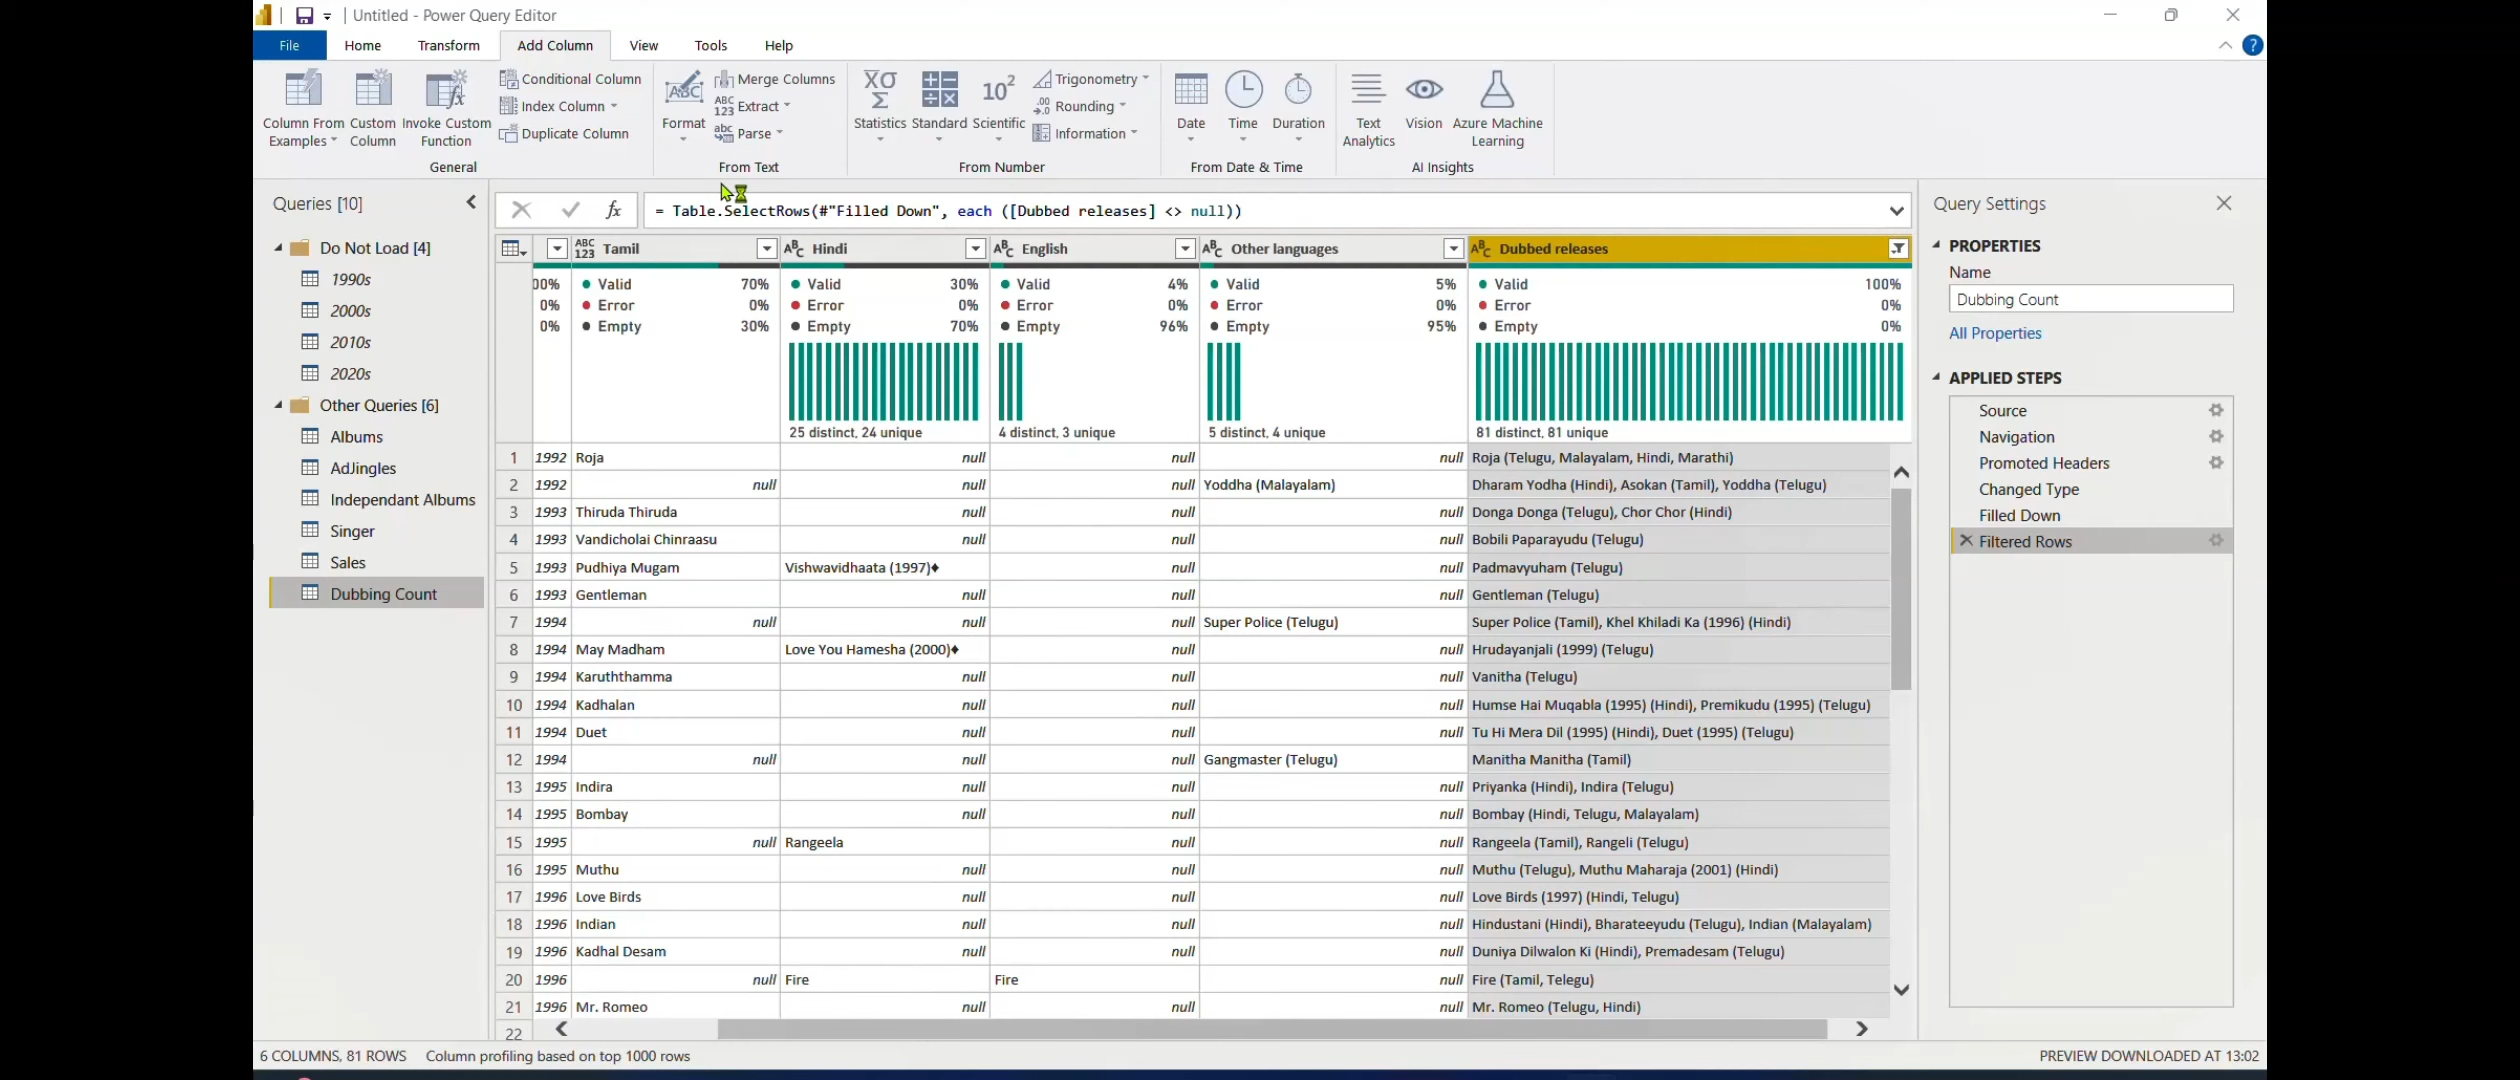 Untitled - Power Query Editor
File Home Transform Add Column View Tools Help
Column From Examples
Custom Column
Invoke Custom Function
Conditional Column
Index Column
Duplicate Column
General
ABC Format
Merge Columns
ABC 123 Extract
abc Parse
From Text
Statistics
Standard
10² Scientific
Trigonometry
.00 Rounding
Information
From Number
Date Time Duration
From Date & Time
Text Analytics
Vision
Azure Machine Learning
AI Insights
Queries [10]
Do Not Load [4]
1990s
2000s
2010s
2020s
Other Queries [6]
Albums
AdJingles
Independant Albums
Singer
Sales
Dubbing Count
fx = Table.SelectRows(#"Filled Down", each ([Dubbed releases] <> null))
ABC 123 Tamil ABC Hindi ABC English ABC Other languages ABC Dubbed releases
00% Valid 70% Valid 30% Valid 4% Valid 5% Valid 100%
0% Error 0% Error 0% Error 0% Error 0% Error 0%
0% Empty 30% Empty 70% Empty 96% Empty 95% Empty 0%
25 distinct, 24 unique 4 distinct, 3 unique 5 distinct, 4 unique 81 distinct, 81 unique
1 1992 Roja null null null Roja (Telugu, Malayalam, Hindi, Marathi)
2 1992 null null null Yoddha (Malayalam) Dharam Yodha (Hindi), Asokan (Tamil), Yoddha (Telugu)
3 1993 Thiruda Thiruda null null null Donga Donga (Telugu), Chor Chor (Hindi)
4 1993 Vandicholai Chinraasu null null null Bobili Paparayudu (Telugu)
5 1993 Pudhiya Mugam Vishwavidhaata (1997)♦ null null Padmavyuham (Telugu)
6 1993 Gentleman null null null Gentleman (Telugu)
7 1994 null null null Super Police (Telugu) Super Police (Tamil), Khel Khiladi Ka (1996) (Hindi)
8 1994 May Madham Love You Hamesha (2000)♦ null null Hrudayanjali (1999) (Telugu)
9 1994 Karuththamma null null null Vanitha (Telugu)
10 1994 Kadhalan null null null Humse Hai Muqabla (1995) (Hindi), Premikudu (1995) (Telugu)
11 1994 Duet null null null Tu Hi Mera Dil (1995) (Hindi), Duet (1995) (Telugu)
12 1994 null null null Gangmaster (Telugu) Manitha Manitha (Tamil)
13 1995 Indira null null null Priyanka (Hindi), Indira (Telugu)
14 1995 Bombay null null null Bombay (Hindi, Telugu, Malayalam)
15 1995 null Rangeela null null Rangeela (Tamil), Rangeli (Telugu)
16 1995 Muthu null null null Muthu (Telugu), Muthu Maharaja (2001) (Hindi)
17 1996 Love Birds null null null Love Birds (1997) (Hindi, Telugu)
18 1996 Indian null null null Hindustani (Hindi), Bharateeyudu (Telugu), Indian (Malayalam)
19 1996 Kadhal Desam null null null Duniya Dilwalon Ki (Hindi), Premadesam (Telugu)
20 1996 null Fire Fire null Fire (Tamil, Telegu)
21 1996 Mr. Romeo null null null Mr. Romeo (Telugu, Hindi)
22
Query Settings
PROPERTIES
Name
Dubbing Count
All Properties
APPLIED STEPS
Source
Navigation
Promoted Headers
Changed Type
Filled Down
Filtered Rows
6 COLUMNS, 81 ROWS Column profiling based on top 1000 rows
PREVIEW DOWNLOADED AT 13:02